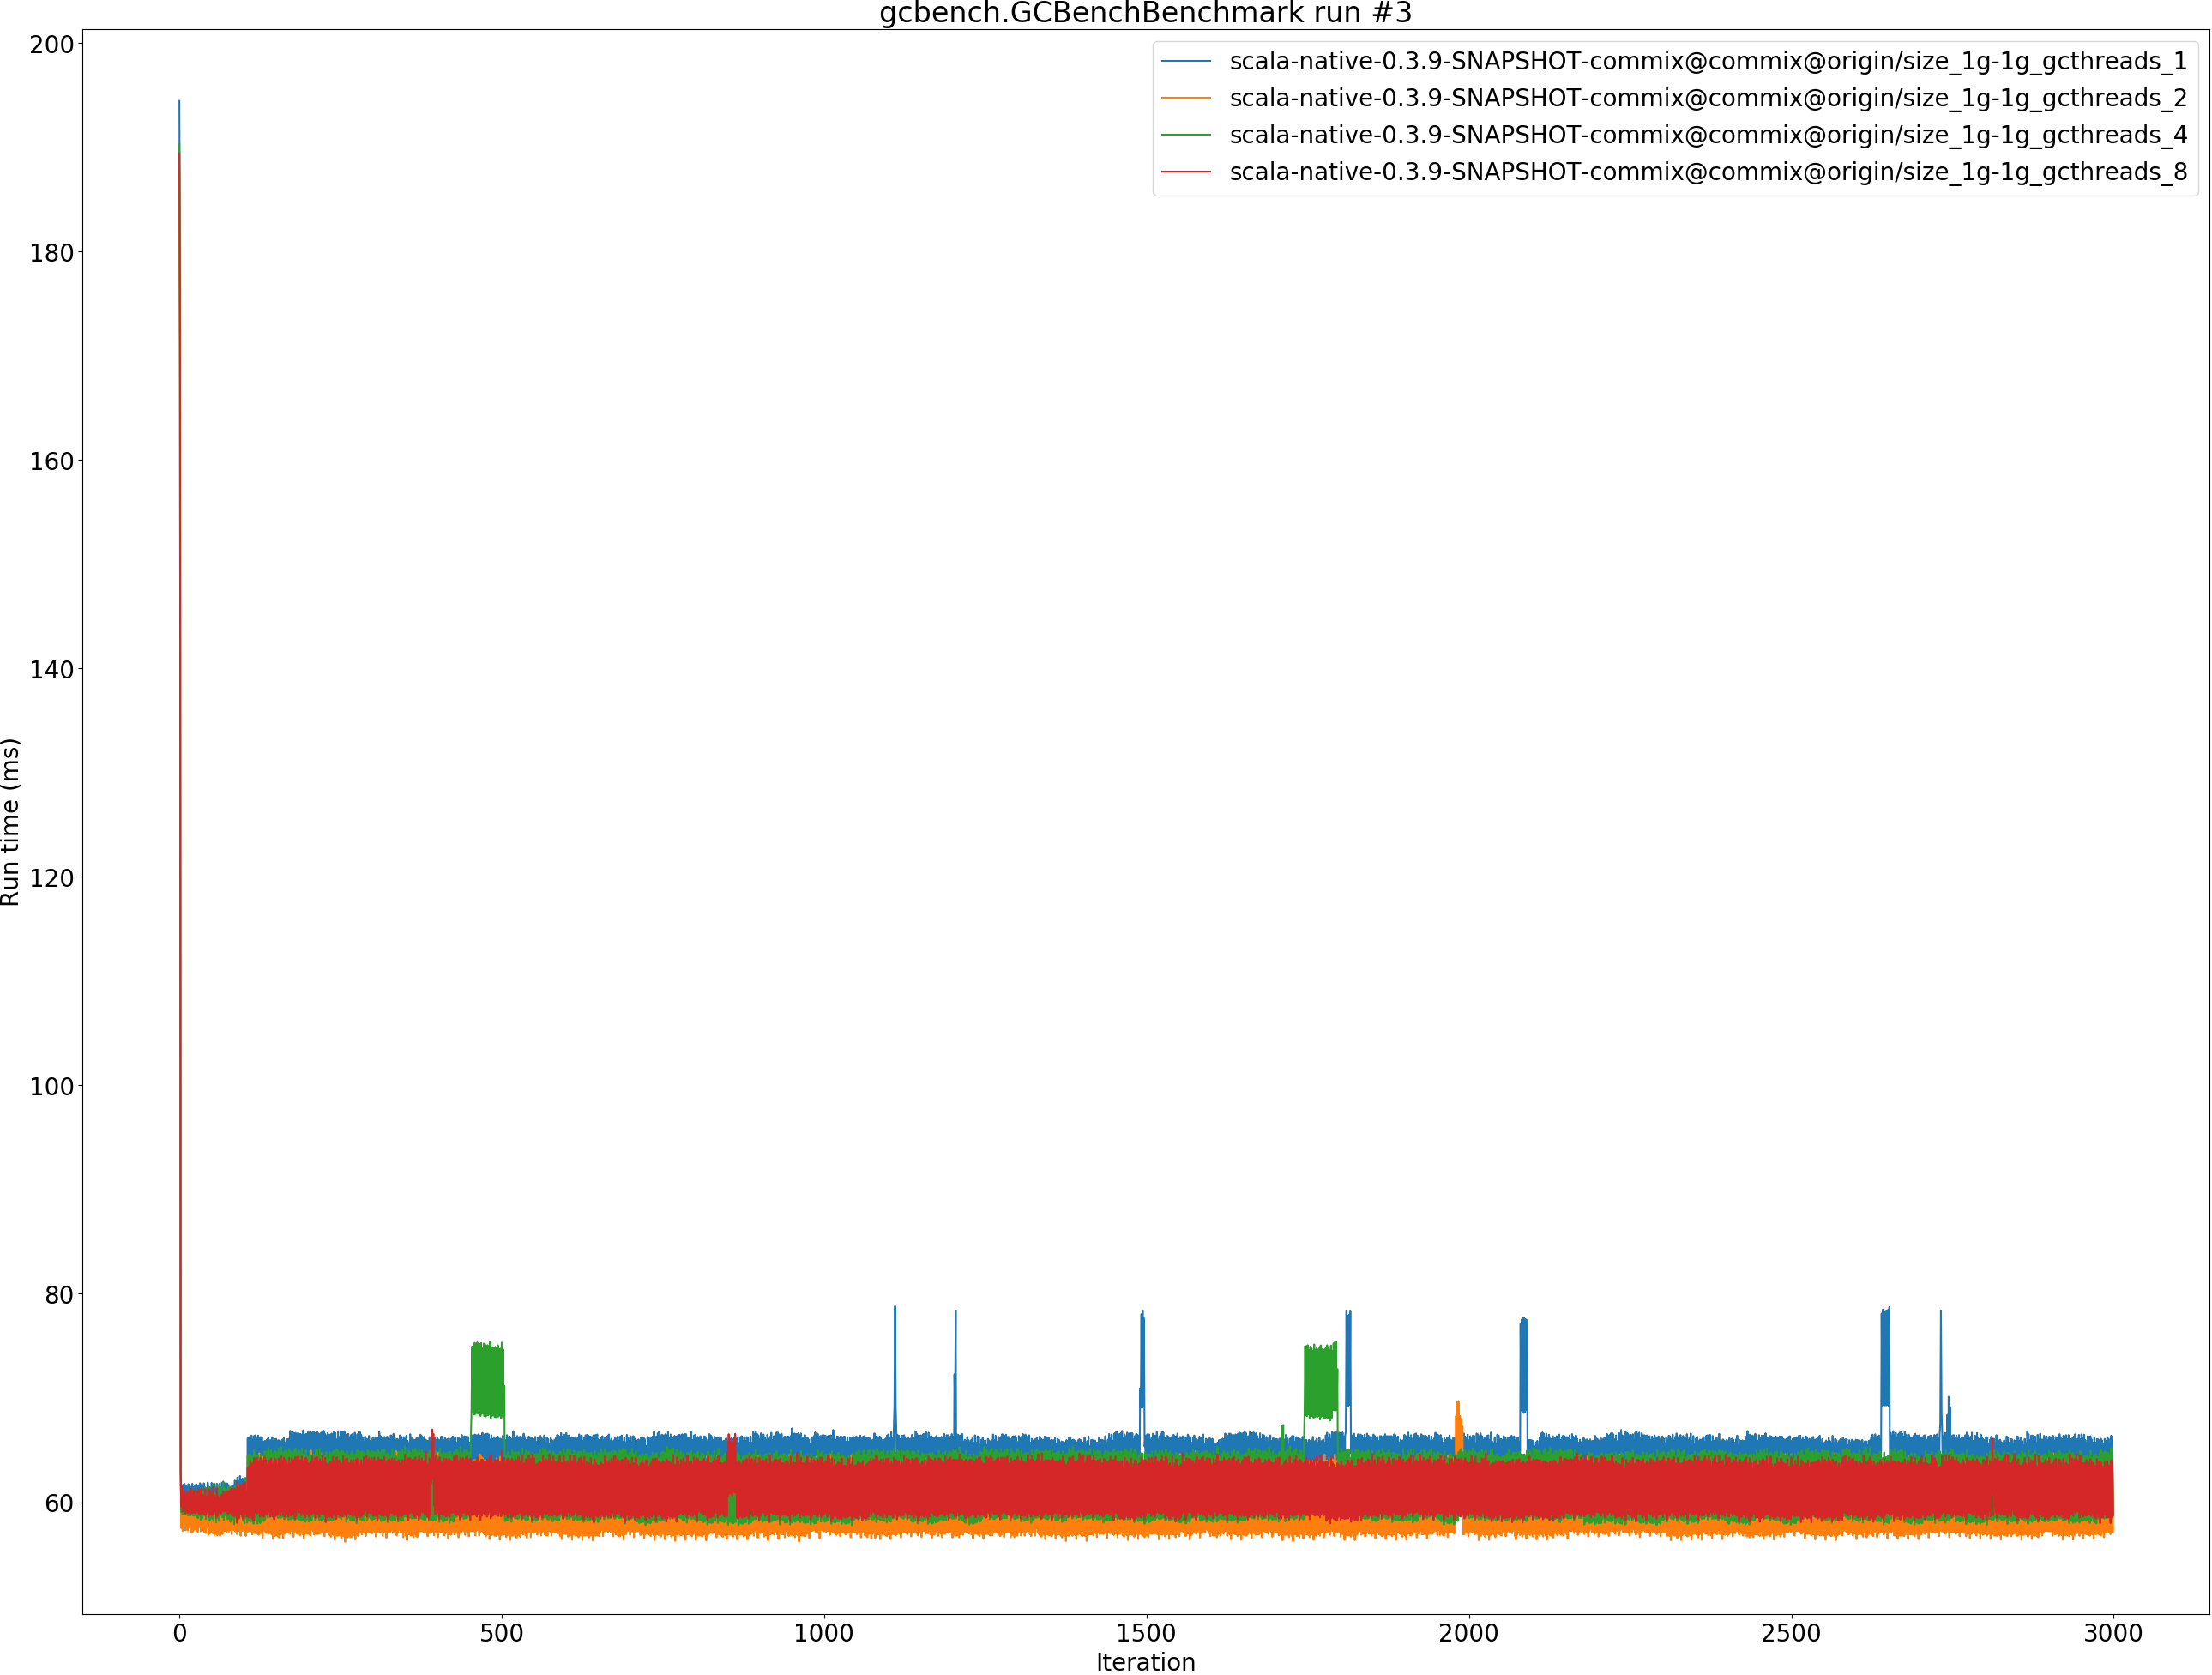 gcbench.GCBenchBenchmark run #3
scala-native-0.3.9-SNAPSHOT-commix@commix@origin/size_1g-1g_gcthreads_1
scala-native-0.3.9-SNAPSHOT-commix@commix@origin/size_1g-1g_gcthreads_2
scala-native-0.3.9-SNAPSHOT-commix@commix@origin/size_1g-1g_gcthreads_4
scala-native-0.3.9-SNAPSHOT-commix@commix@origin/size_1g-1g_gcthreads_8
Run time (ms)
200
180
160
140
120
100
80
60
0
500
1000
1500
2000
2500
3000
Iteration